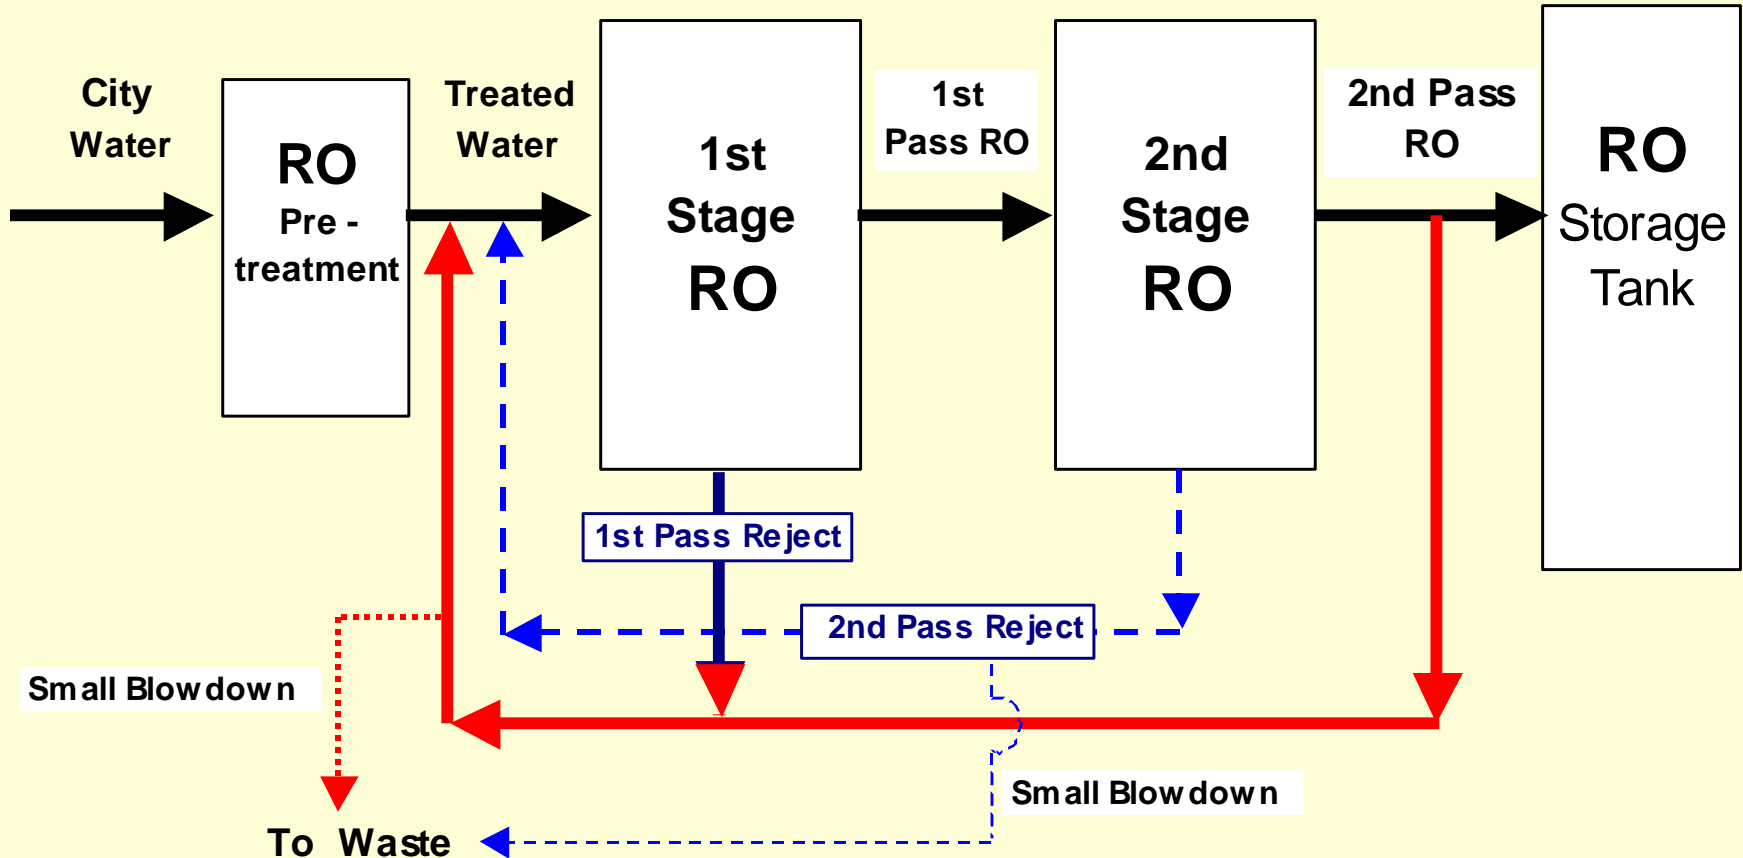 City
Water
RO
Pre -
treatment
Treated
Water
1st
Stage
RO
1st
Pass RO
2nd
Stage
RO
2nd Pass
RO
RO
Storage
Tank
1st Pass Reject
2nd Pass Reject
Small Blowdown
Small Blowdown
To Waste